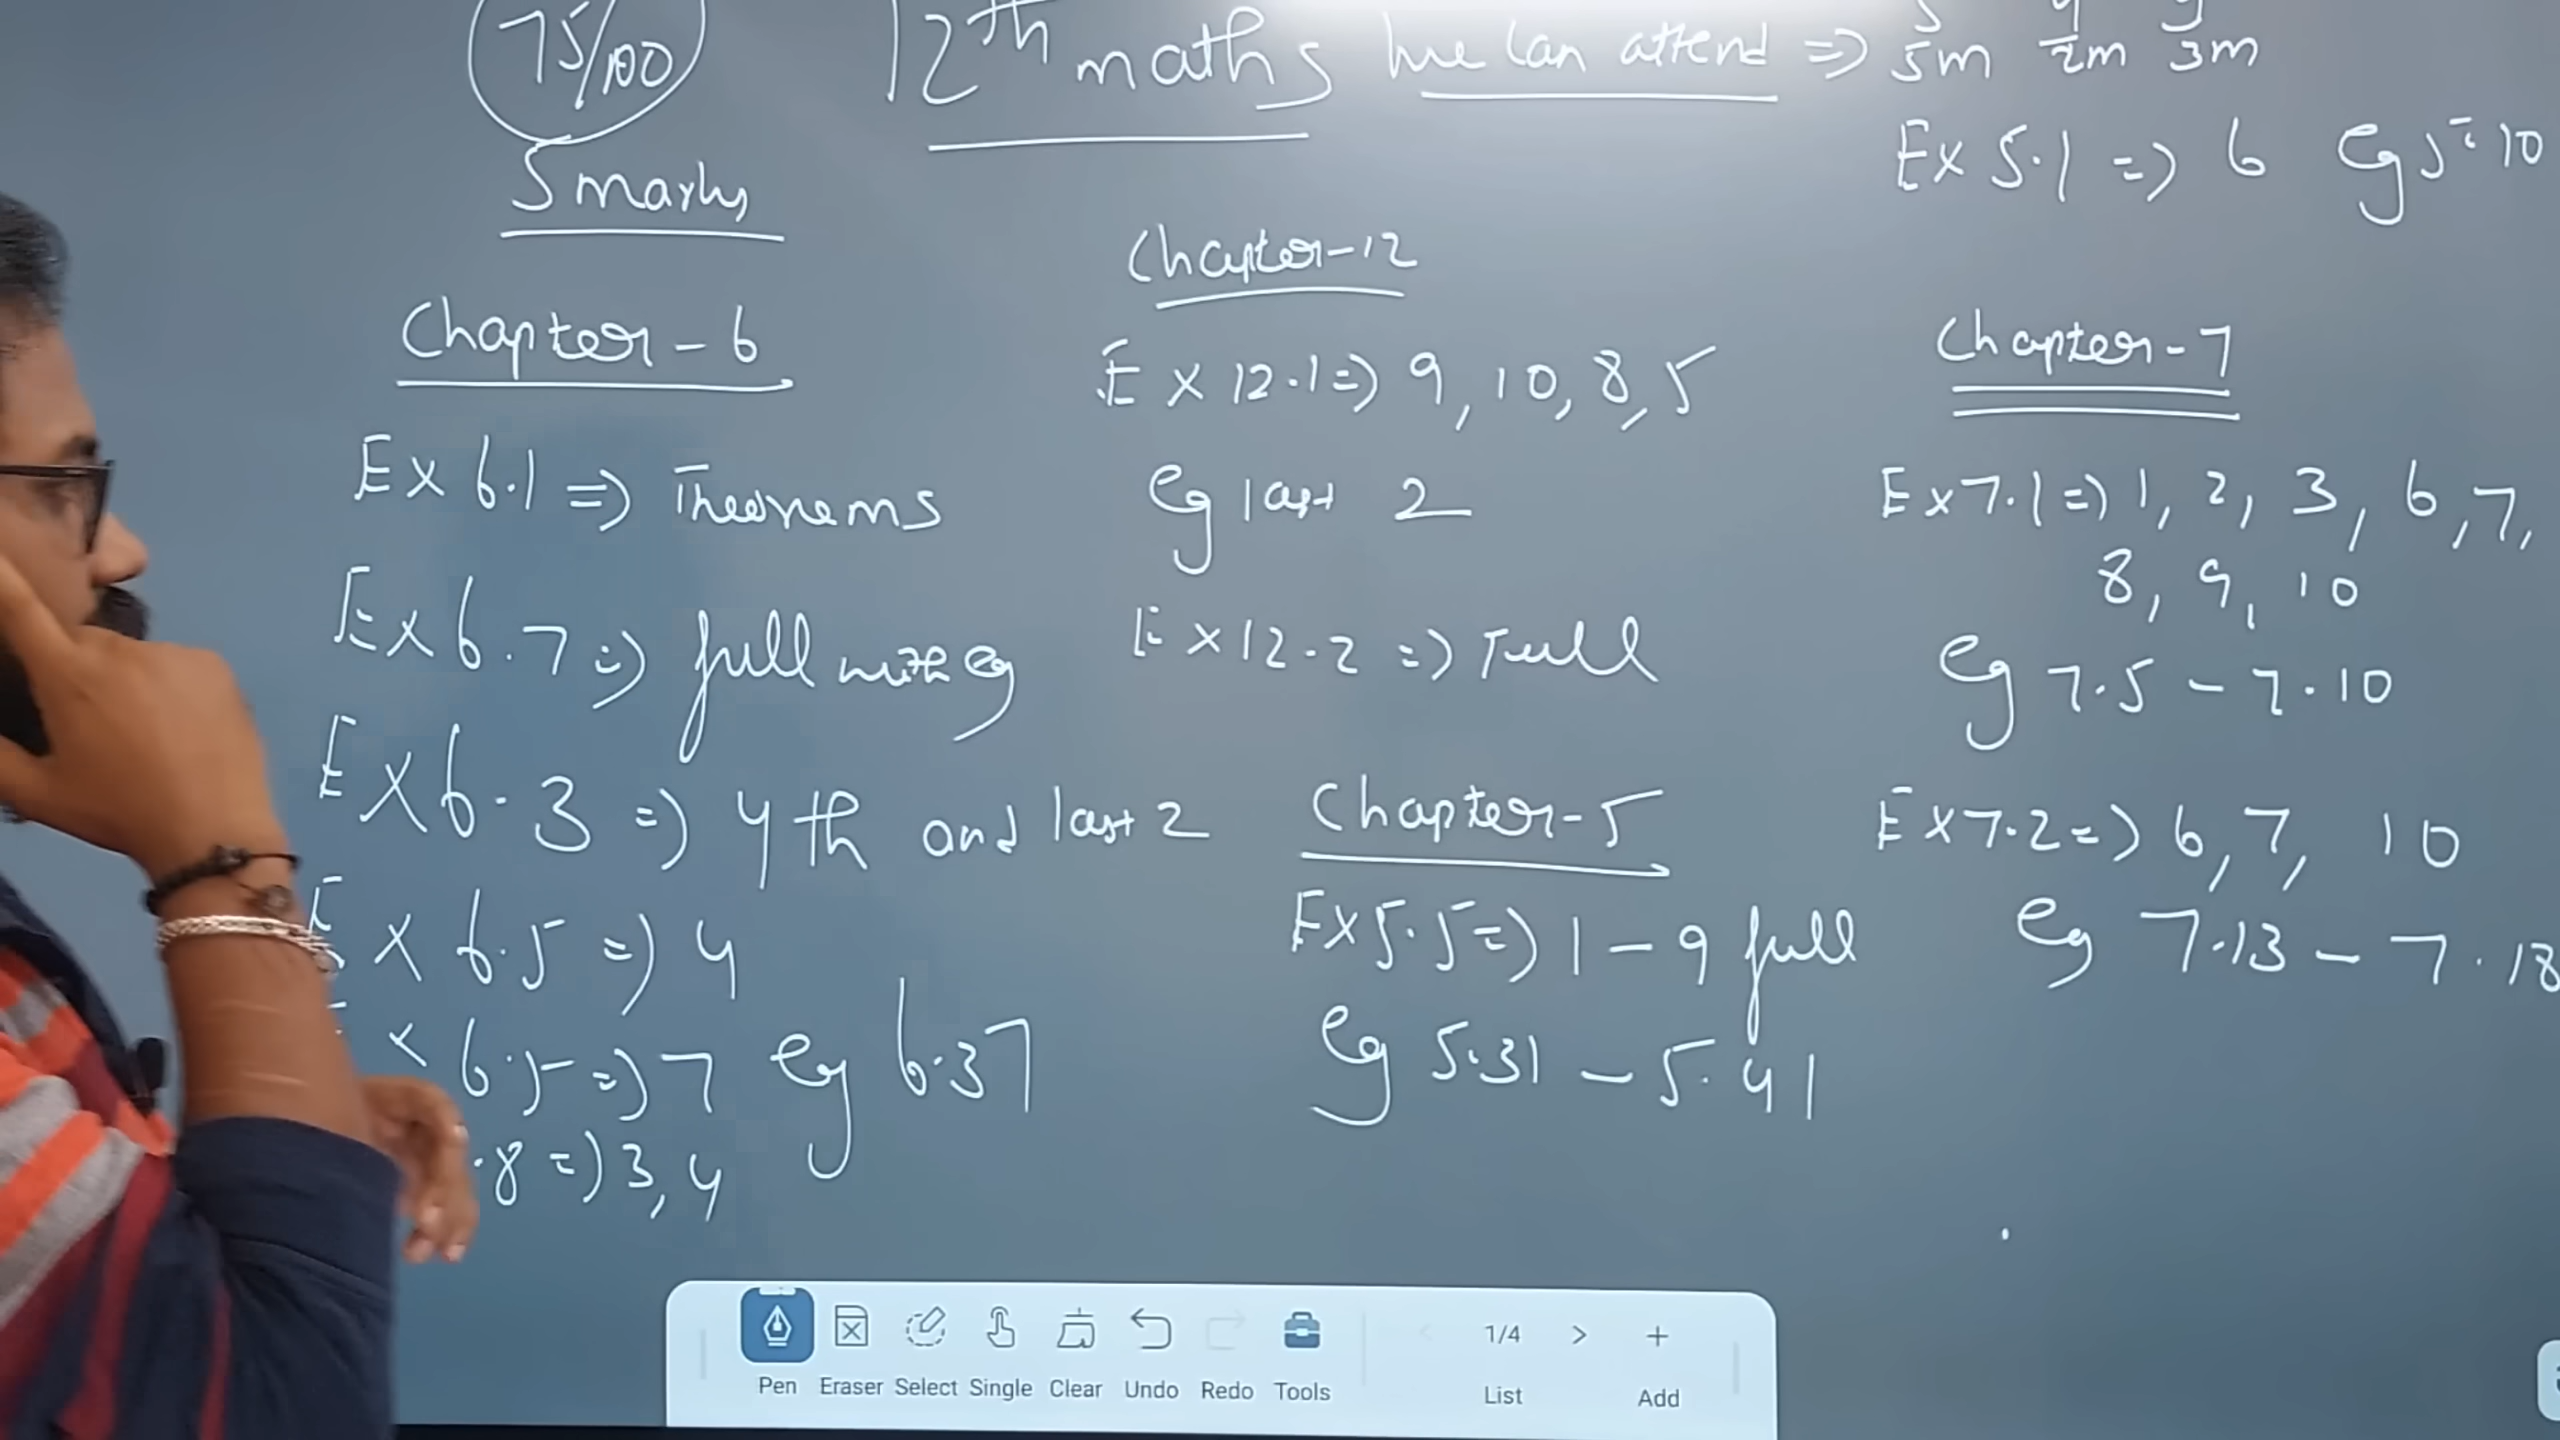 75/100
12th maths we can attend => 5m 2m 3m
Ex 5.1 => 6 eg 5.10
5 marks
Chapter - 6
Ex 6.1 => Theorems
Ex 6.7 => full with eg
Ex 6.3 => 4th and last 2
Ex 6.5 => 4
x 6.5 => 7 eg 6.37
.8 => 3, 4
Chapter-12
Ex 12.1 => 9, 10, 8, 5
eg last 2
Ex 12.2 => Full
Chapter-5
Ex 5.5 => 1 - 9 full
eg 5.31 - 5.41
Chapter-7
Ex 7.1 => 1, 2, 3, 6, 7,
8, 9, 10
eg 7.5 - 7.10
Ex 7.2 => 6, 7, 10
eg 7.13 - 7.18
1/4
Pen Eraser Select Single Clear Undo Redo Tools List Add